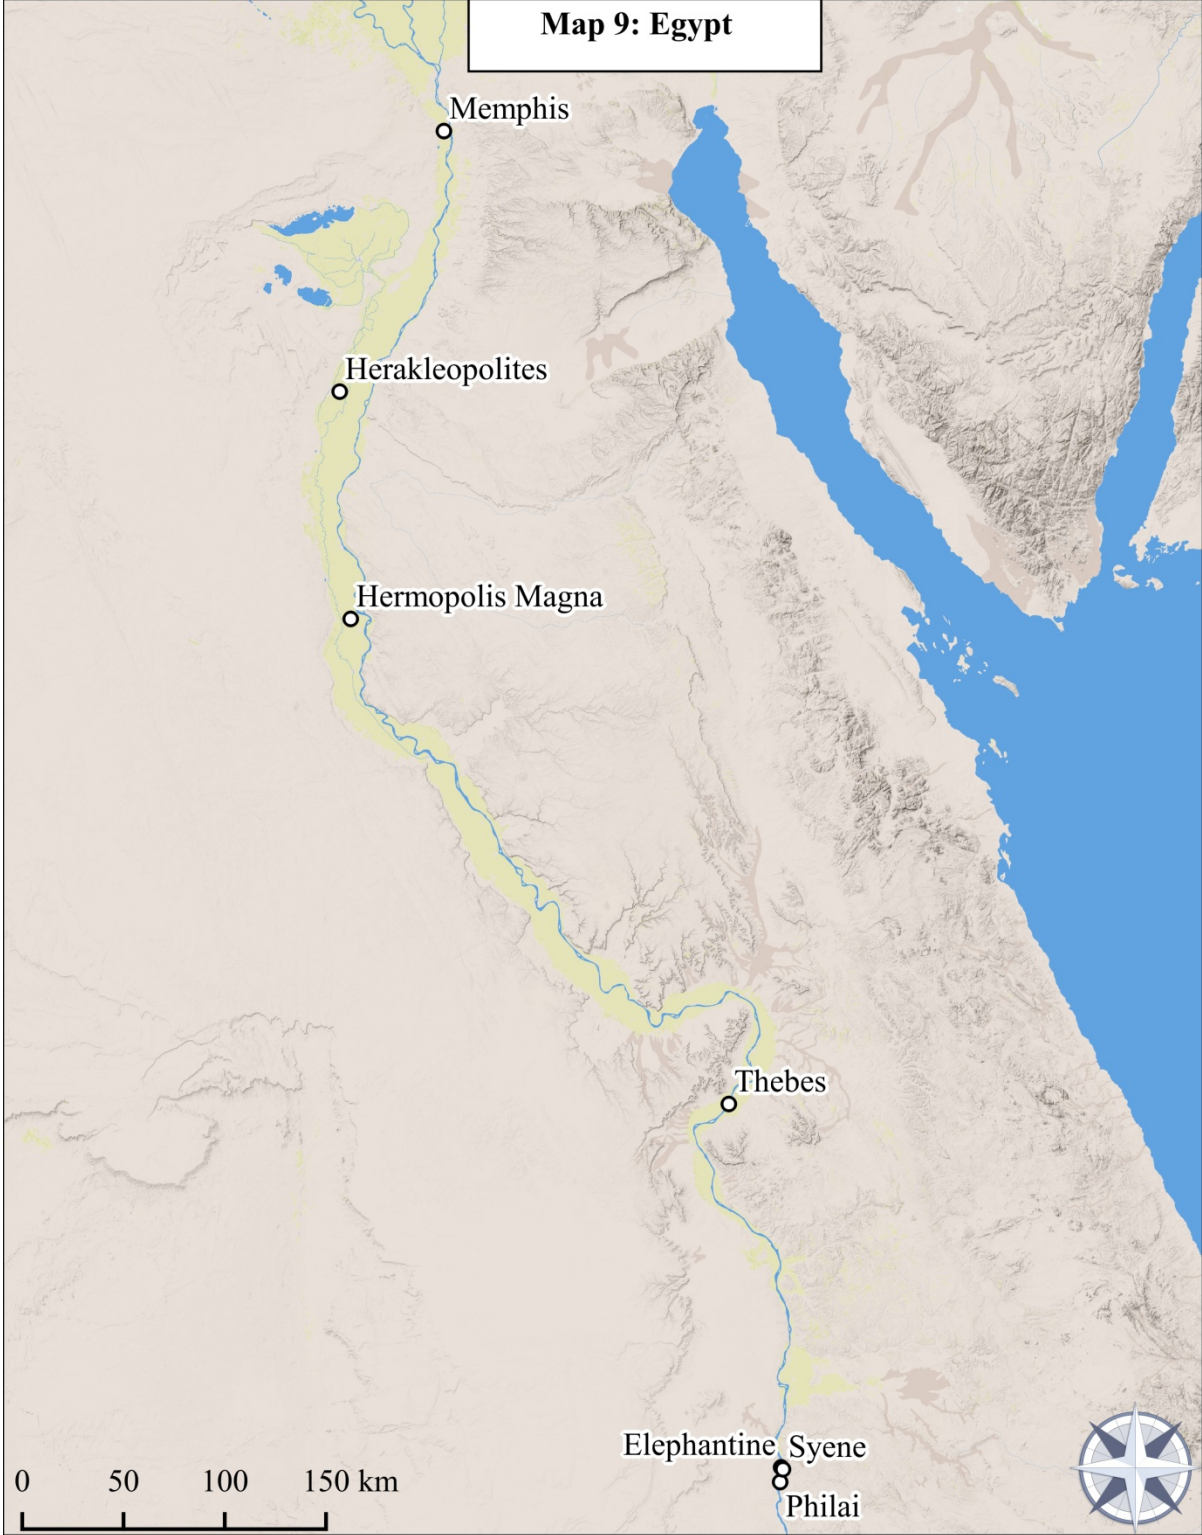 Map 9: Egypt
Memphis
Herakleopolites
Hermopolis Magna
Thebes
Elephantine Syene
Philai
0 50 100 150 km